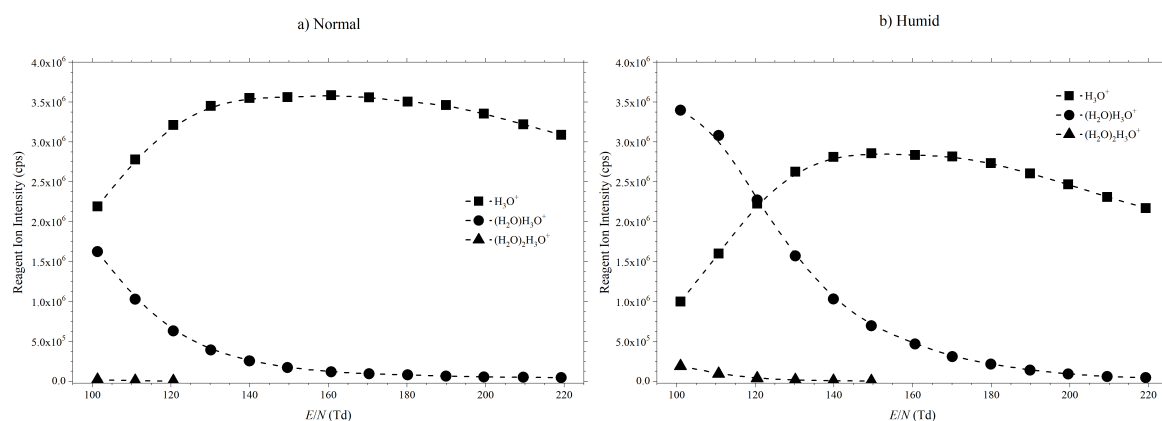 a) Normal
4.0x10⁶
3.5x10⁶
3.0x10⁶
2.5x10⁶
2.0x10⁶
1.5x10⁶
1.0x10⁶
5.0x10⁵
0.0
Reagent Ion Intensity (cps)
H₃O⁺
(H₂O)H₃O⁺
(H₂O)₂H₃O⁺
100 120 140 160 180 200 220
E/N (Td)
b) Humid
4.0x10⁶
3.5x10⁶
3.0x10⁶
2.5x10⁶
2.0x10⁶
1.5x10⁶
1.0x10⁶
5.0x10⁵
0.0
Reagent Ion Intensity (cps)
H₃O⁺
(H₂O)H₃O⁺
(H₂O)₂H₃O⁺
100 120 140 160 180 200 220
E/N (Td)